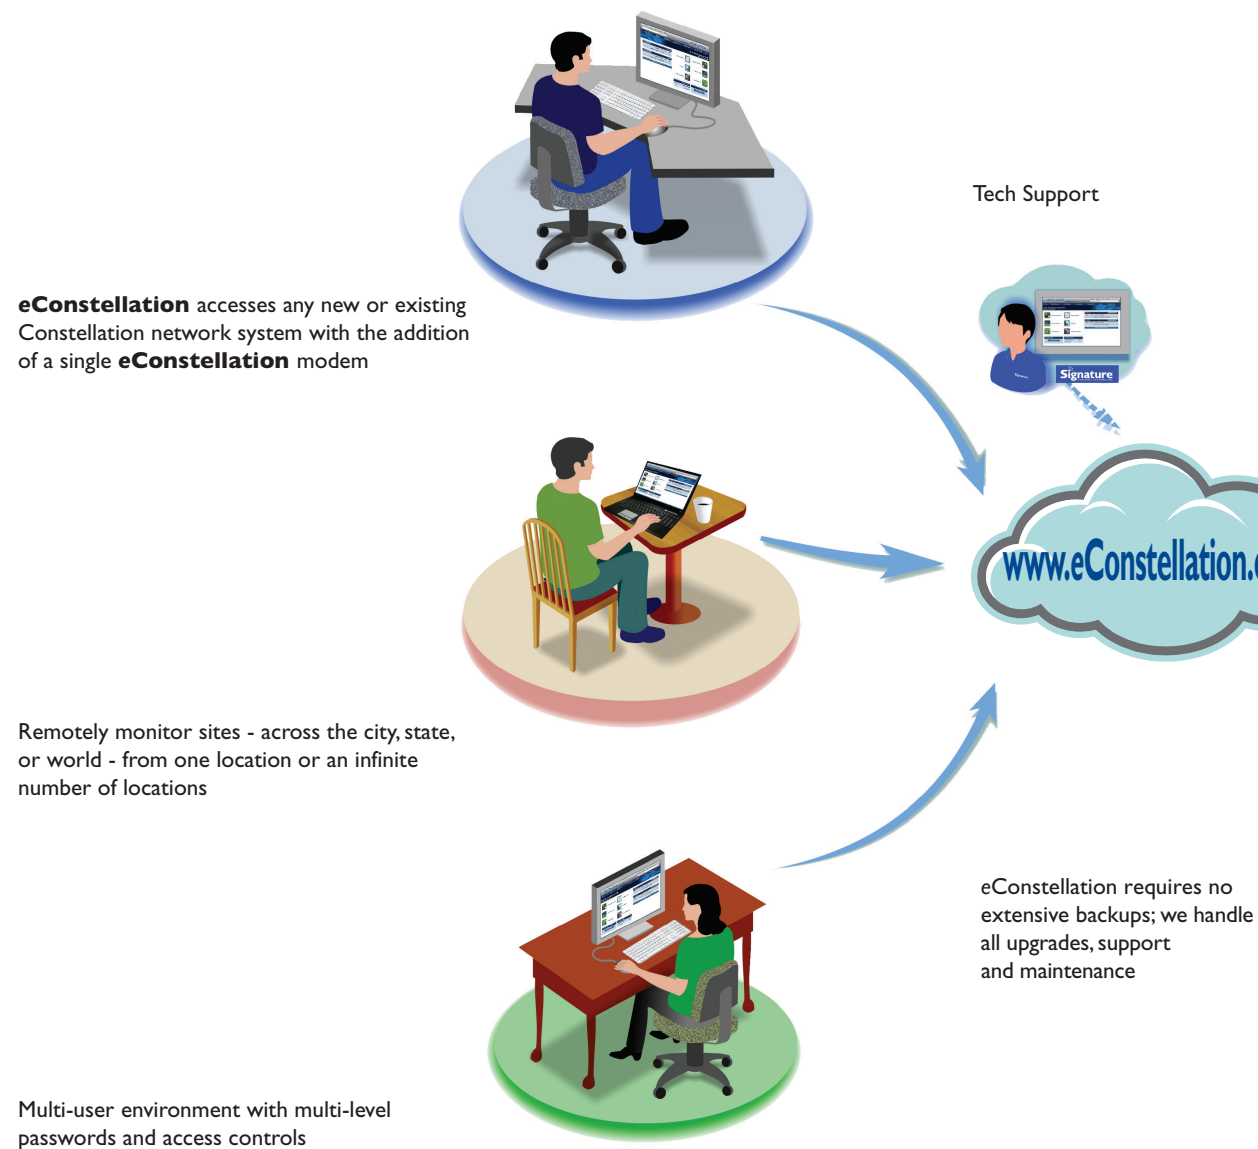 Tech Support
eConstellation accesses any new or existing
Constellation network system with the addition
of a single eConstellation modem
Signature
www.eConstellation.c
Remotely monitor sites - across the city, state,
or world - from one location or an infinite
number of locations
eConstellation requires no
extensive backups; we handle
all upgrades, support
and maintenance
Multi-user environment with multi-level
passwords and access controls